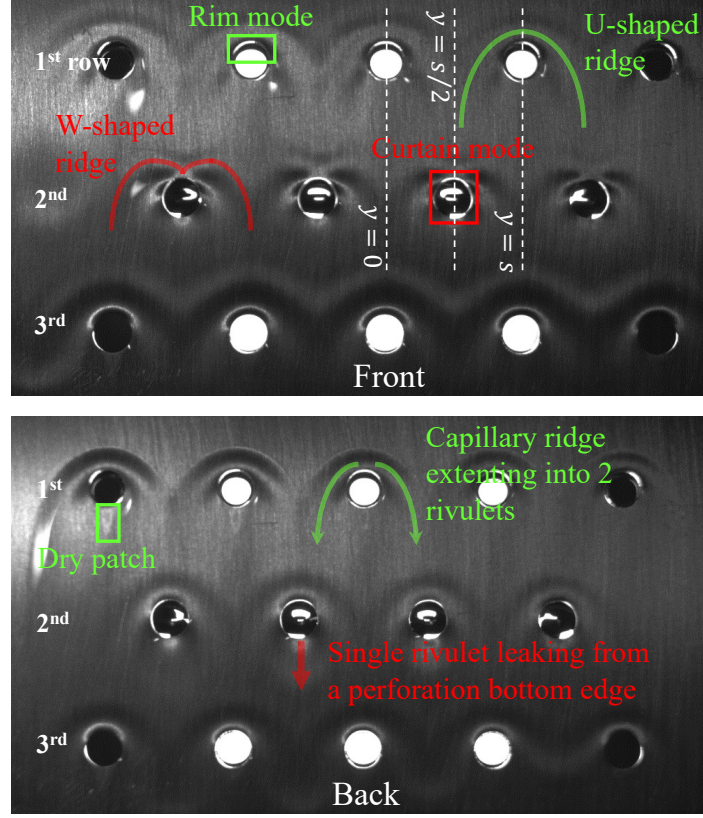 Rim mode
U-shaped
ridge
1st row
y = s/2
W-shaped
ridge
Curtain mode
2nd
y = 0
y = s
3rd
Front
Capillary ridge
extenting into 2
rivulets
1st
Dry patch
2nd
Single rivulet leaking from
a perforation bottom edge
3rd
Back